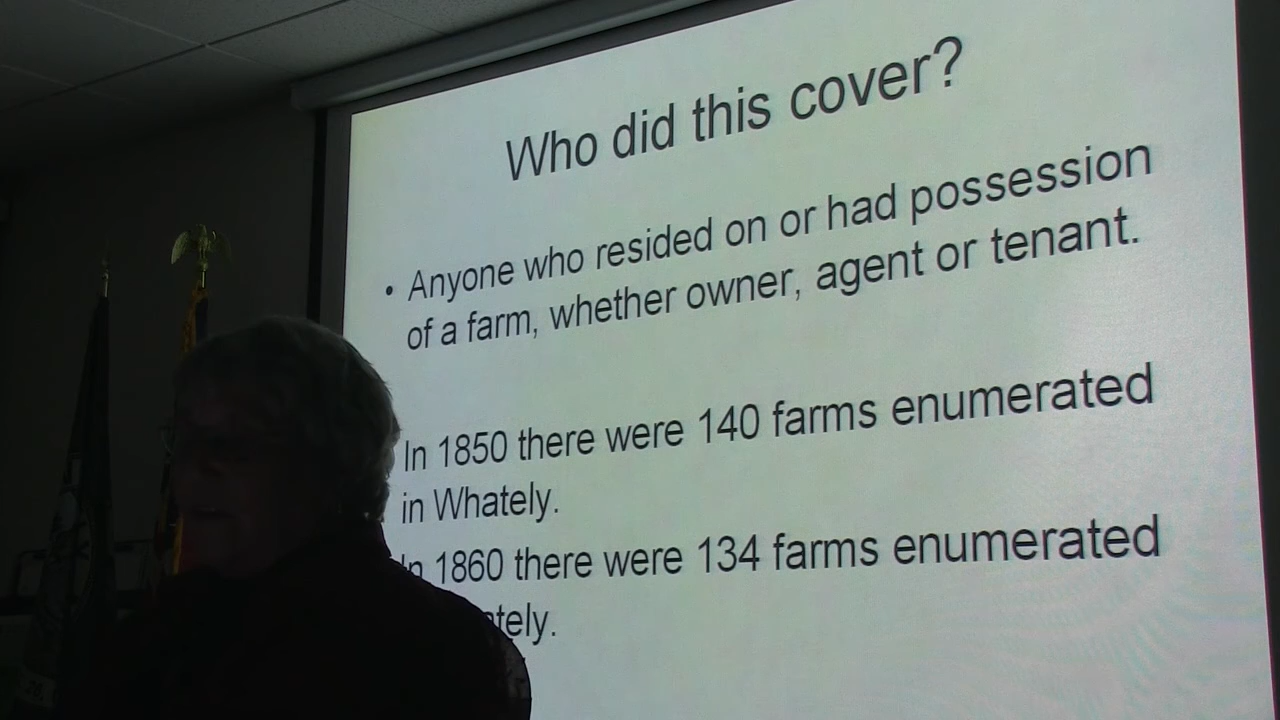 Who did this cover?
• Anyone who resided on or had possession
of a farm, whether owner, agent or tenant.
In 1850 there were 140 farms enumerated
in Whately.
In 1860 there were 134 farms enumerated